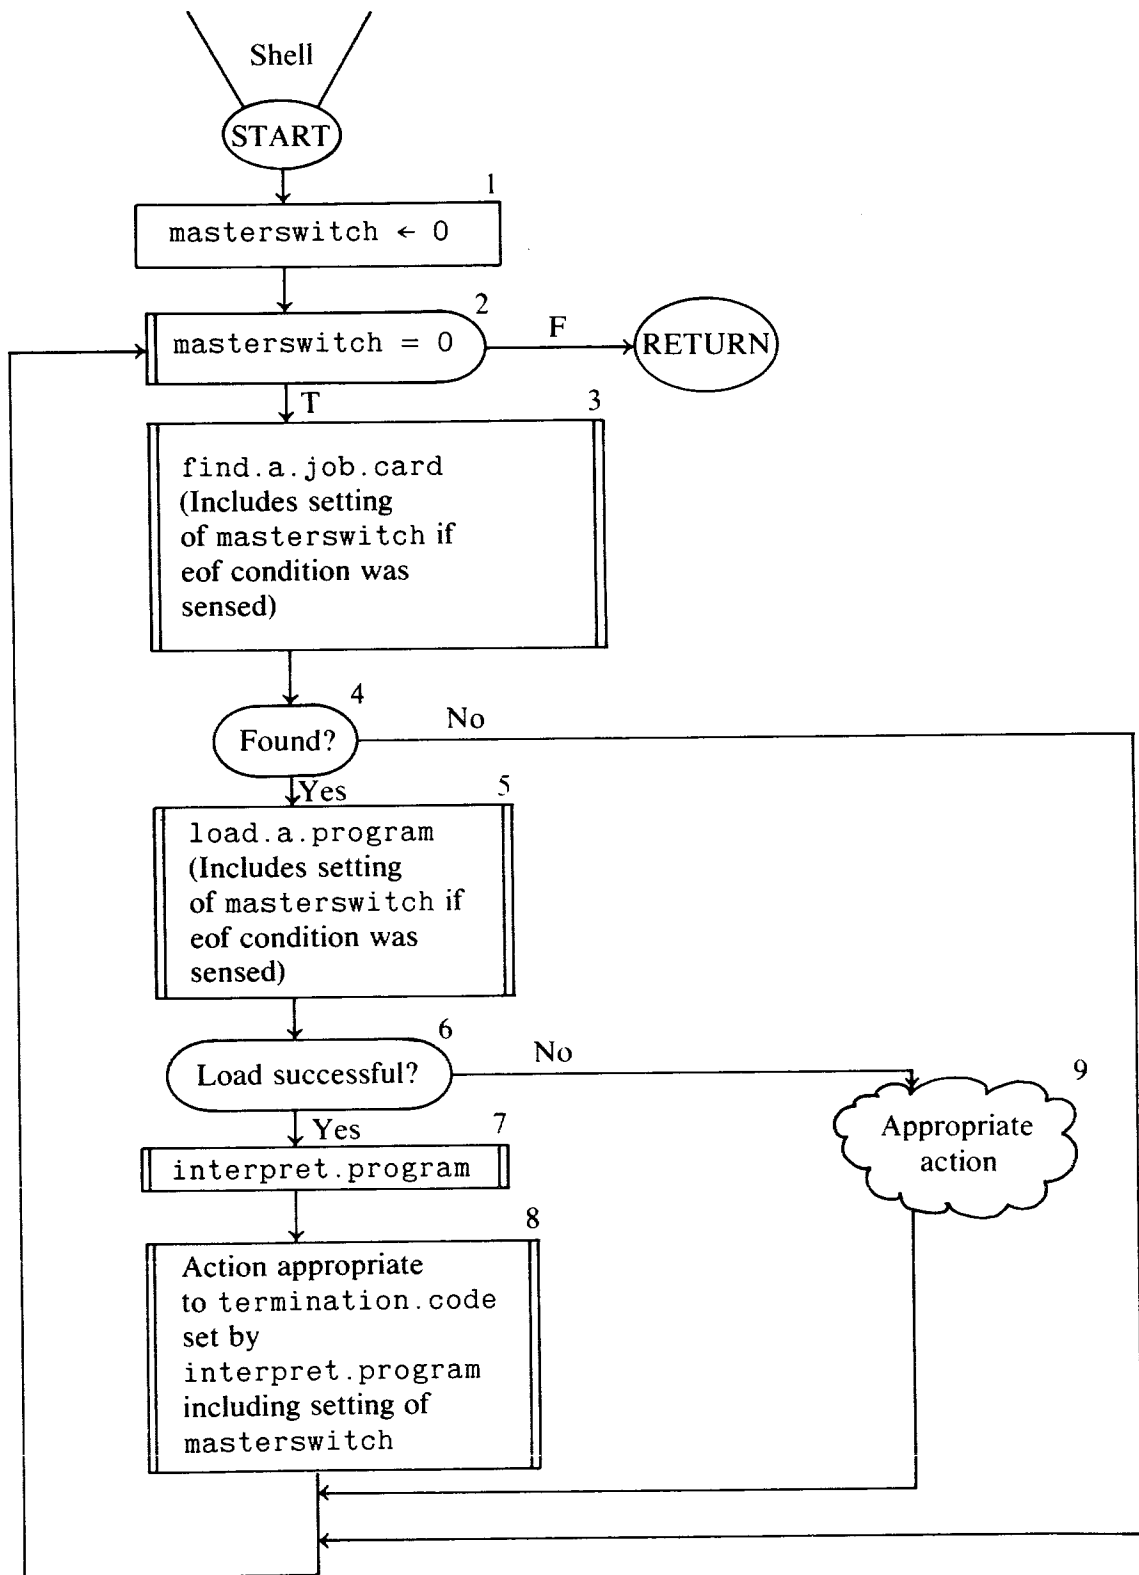 Shell
START
1
masterswitch ← 0
2
masterswitch = 0
F
RETURN
T
3
find.a.job.card
(Includes setting
of masterswitch if
eof condition was
sensed)
4
Found?
No
Yes
5
load.a.program
(Includes setting
of masterswitch if
eof condition was
sensed)
6
Load successful?
No
9
Appropriate
action
Yes
7
interpret.program
8
Action appropriate
to termination.code
set by
interpret.program
including setting of
masterswitch